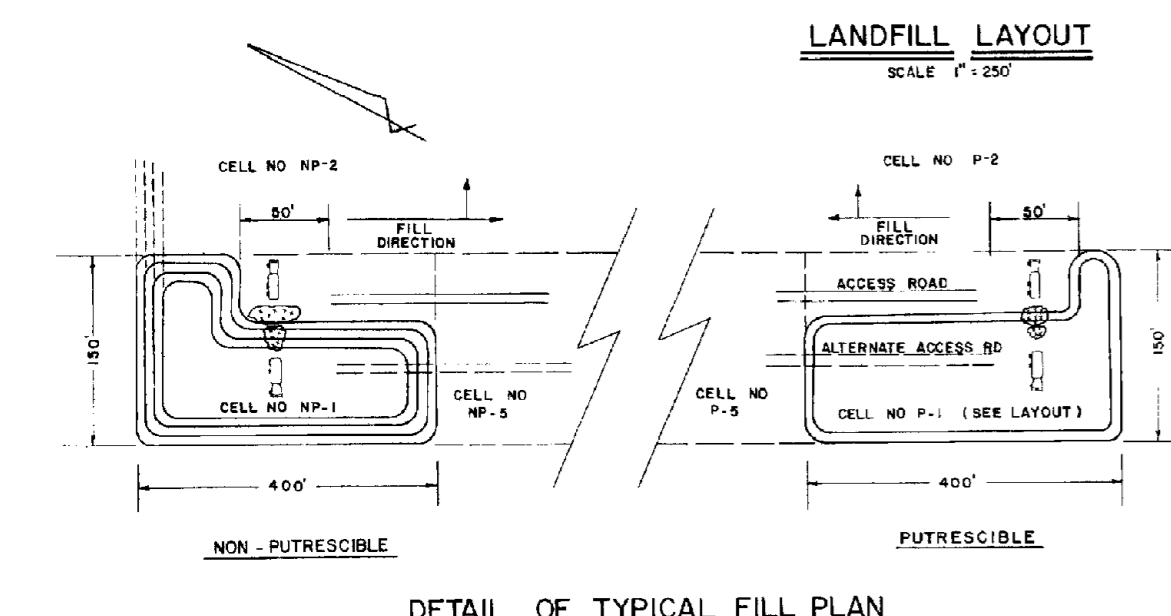 LANDFILL LAYOUT
SCALE 1" = 250'
CELL NO NP-2
CELL NO P-2
50'
50'
FILL
DIRECTION
FILL
DIRECTION
ACCESS ROAD
150'
150'
ALTERNATE ACCESS RD
CELL NO NP-1
CELL NO
NP-5
CELL NO
P-5
CELL NO P-1 (SEE LAYOUT)
400'
400'
NON - PUTRESCIBLE
PUTRESCIBLE
DETAIL OF TYPICAL FILL PLAN